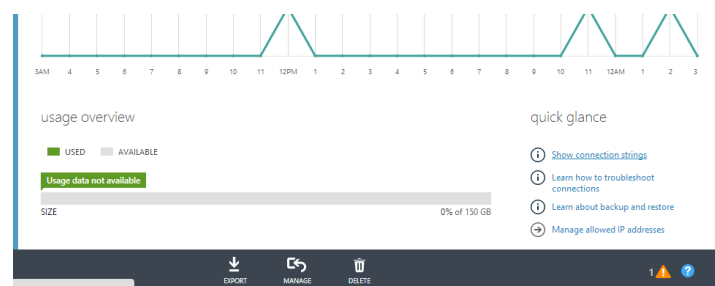 3AM 4 5 6 7 8 9 10 11 12PM 1 2 3 4 5 6 7 8 9 10 11 12AM 1 2 3
usage overview
USED AVAILABLE
Usage data not available
SIZE 0% of 150 GB
quick glance
Show connection strings
Learn how to troubleshoot
connections
Learn about backup and restore
Manage allowed IP addresses
EXPORT MANAGE DELETE
1